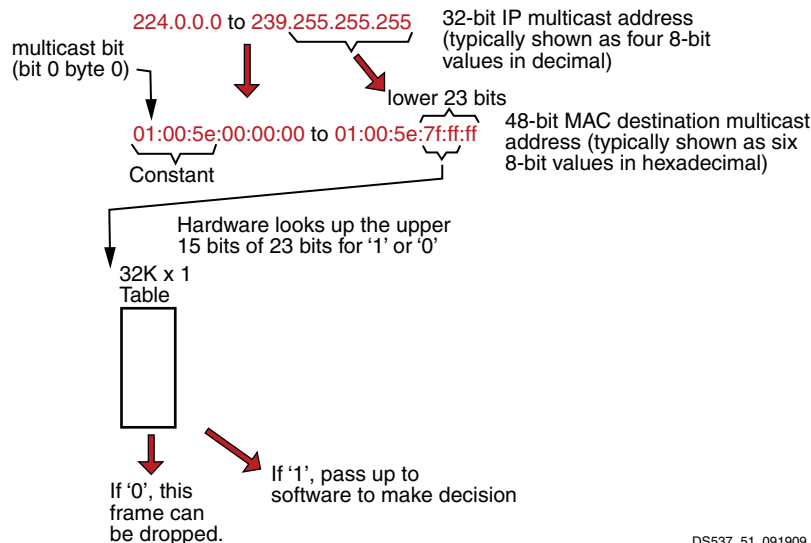 224.0.0.0 to 239.255.255.255
32-bit IP multicast address
(typically shown as four 8-bit
values in decimal)
multicast bit
(bit 0 byte 0)
lower 23 bits
01:00:5e:00:00:00 to 01:00:5e:7f:ff:ff
48-bit MAC destination multicast
address (typically shown as six
8-bit values in hexadecimal)
Constant
Hardware looks up the upper
15 bits of 23 bits for ‘1’ or ‘0’
32K x 1
Table
If ‘0’, this
frame can
be dropped.
If ‘1’, pass up to
software to make decision
DS537_51_091909